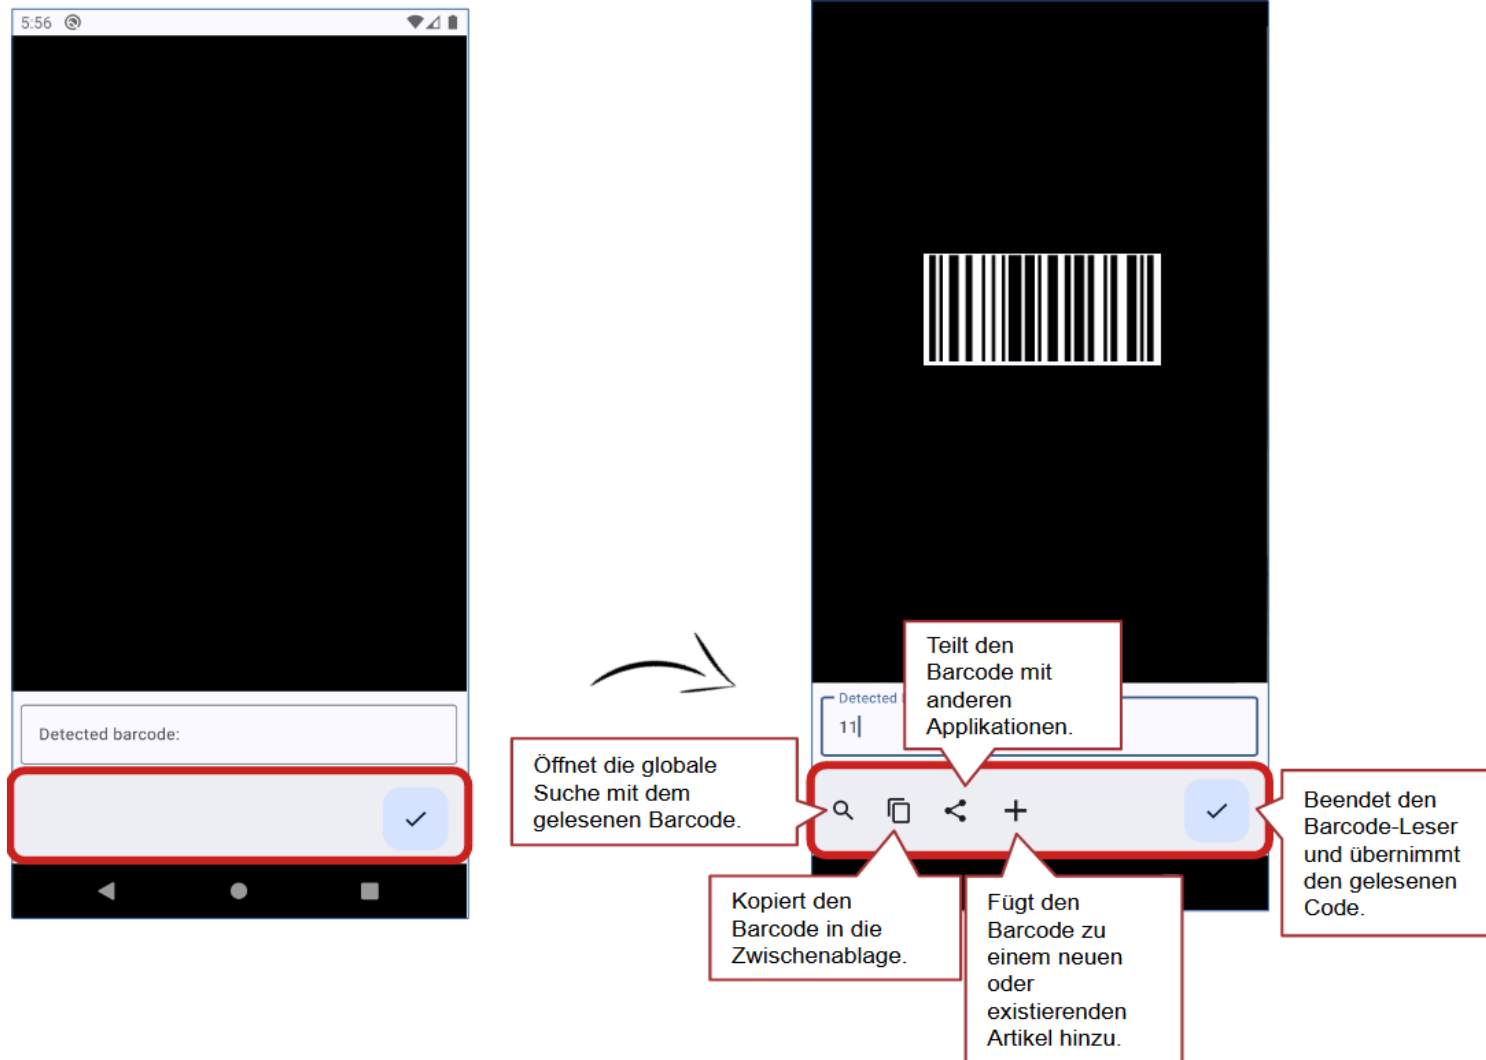 5:56
Detected barcode:
Detected
11
Teilt den
Barcode mit
anderen
Applikationen.
Öffnet die globale
Suche mit dem
gelesenen Barcode.
Kopiert den
Barcode in die
Zwischenablage.
Fügt den
Barcode zu
einem neuen
oder
existierenden
Artikel hinzu.
Beendet den
Barcode-Leser
und übernimmt
den gelesenen
Code.